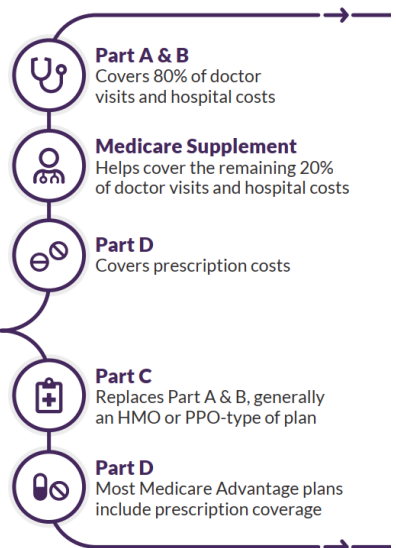 Part A & B
Covers 80% of doctor
visits and hospital costs
Medicare Supplement
Helps cover the remaining 20%
of doctor visits and hospital costs
Part D
Covers prescription costs
Part C
Replaces Part A & B, generally
an HMO or PPO-type of plan
Part D
Most Medicare Advantage plans
include prescription coverage